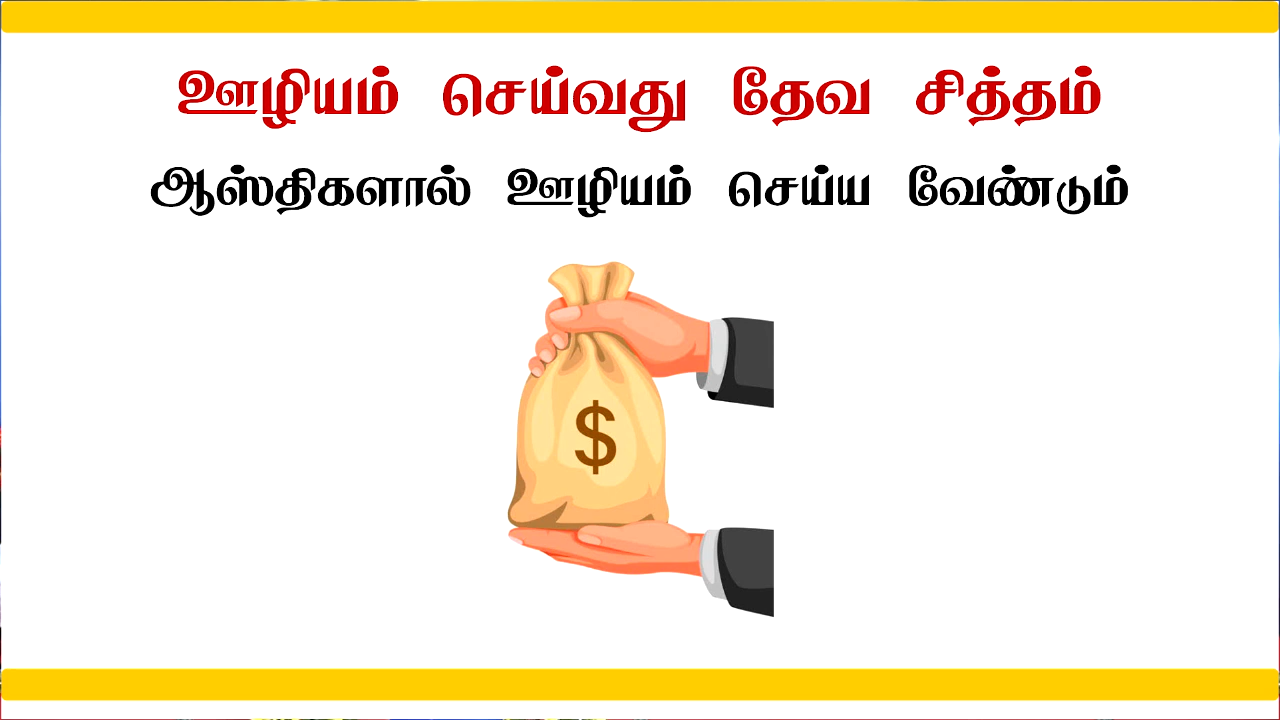 ஊழியம் செய்வது தேவ சித்தம்
ஆஸ்திகளால் ஊழியம் செய்ய வேண்டும்
$